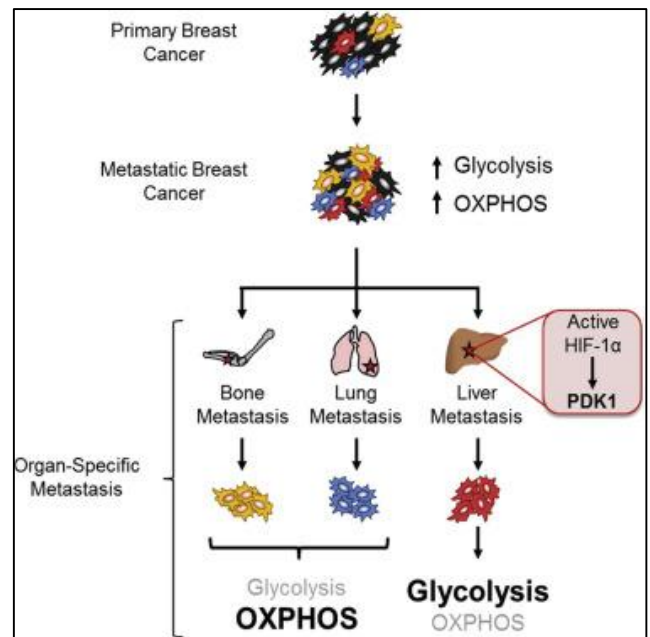 Primary Breast
Cancer
Metastatic Breast
Cancer
↑ Glycolysis
↑ OXPHOS
Active
HIF-1α
PDK1
Bone
Metastasis
Lung
Metastasis
Liver
Metastasis
Organ-Specific
Metastasis
Glycolysis
OXPHOS
Glycolysis
OXPHOS